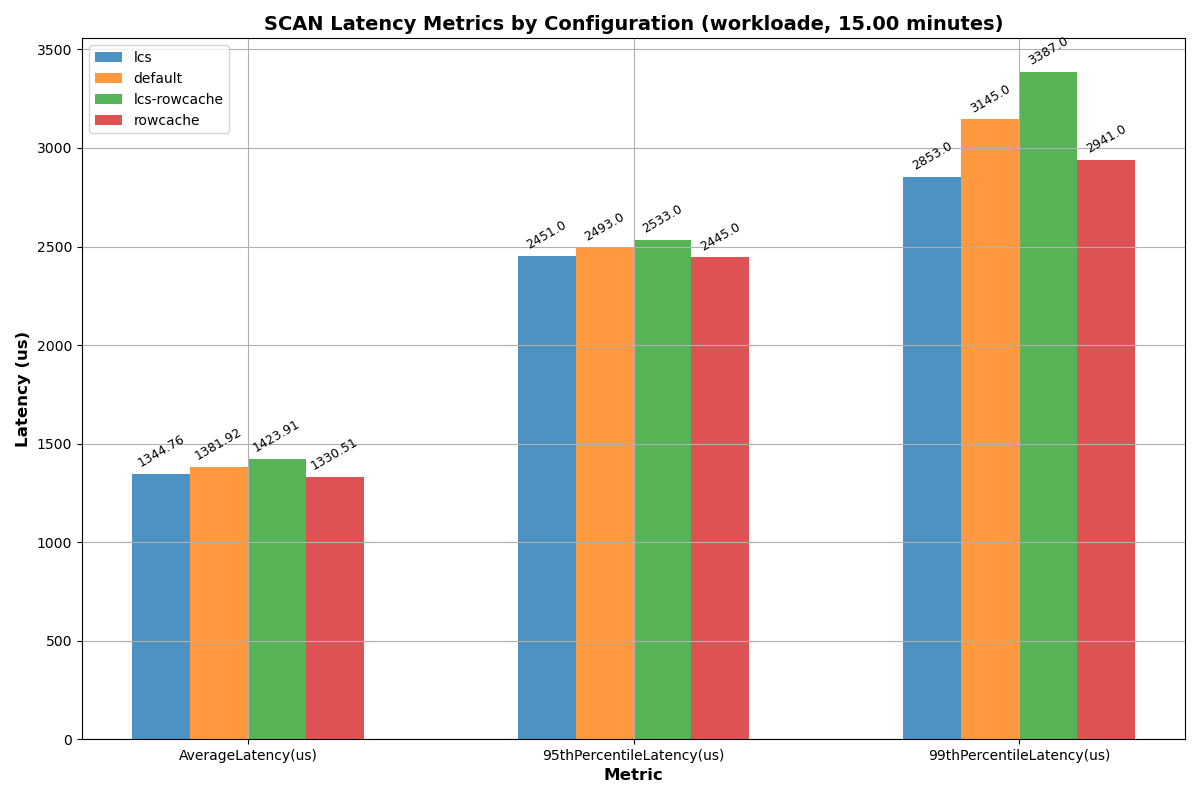 SCAN Latency Metrics by Configuration (workloade, 15.00 minutes)
lcs
default
lcs-rowcache
rowcache
Latency (us)
3500
3000
2500
2000
1500
1000
500
0
1344.76
1381.92
1423.91
1330.51
2451.0
2493.0
2533.0
2445.0
2853.0
3145.0
3387.0
2941.0
AverageLatency(us)
95thPercentileLatency(us)
99thPercentileLatency(us)
Metric